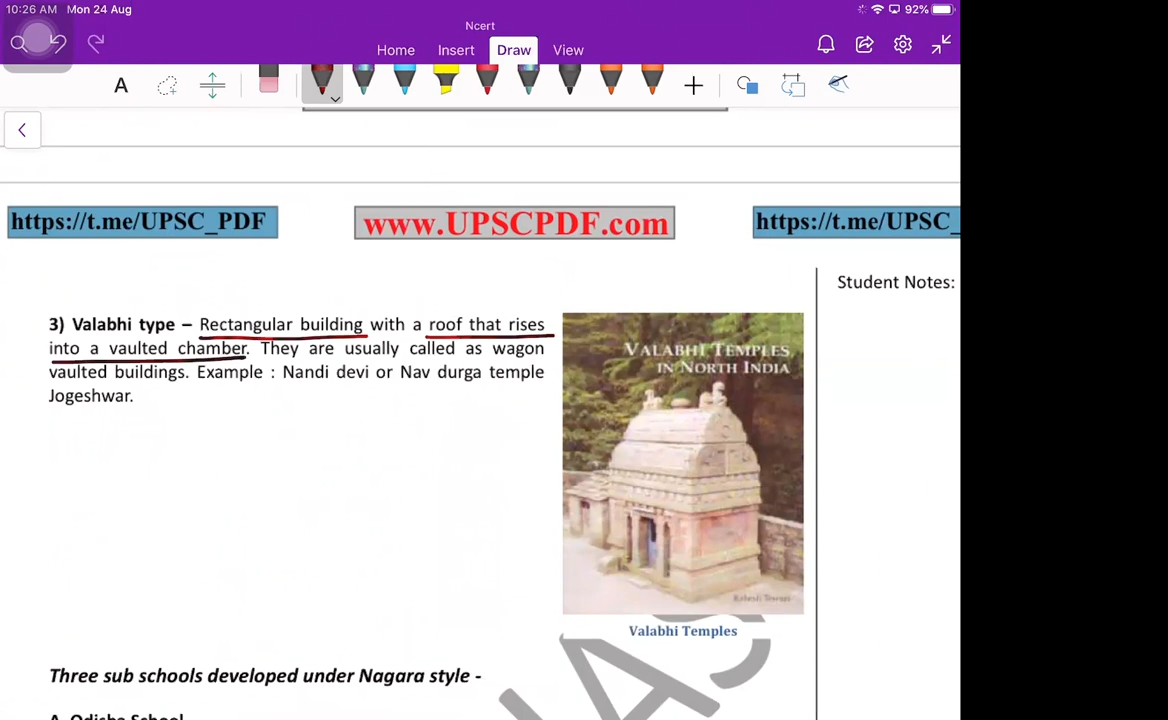 10:26 AM Mon 24 Aug
92%
Ncert
Home Insert Draw View
A
https://t.me/UPSC_PDF
www.UPSCPDF.com
https://t.me/UPSC_
Student Notes:
3) Valabhi type – Rectangular building with a roof that rises
into a vaulted chamber. They are usually called as wagon
vaulted buildings. Example : Nandi devi or Nav durga temple
Jogeshwar.
VALABHI TEMPLES
IN NORTH INDIA
Valabhi Temples
Three sub schools developed under Nagara style -
A. Odisha School
IAS